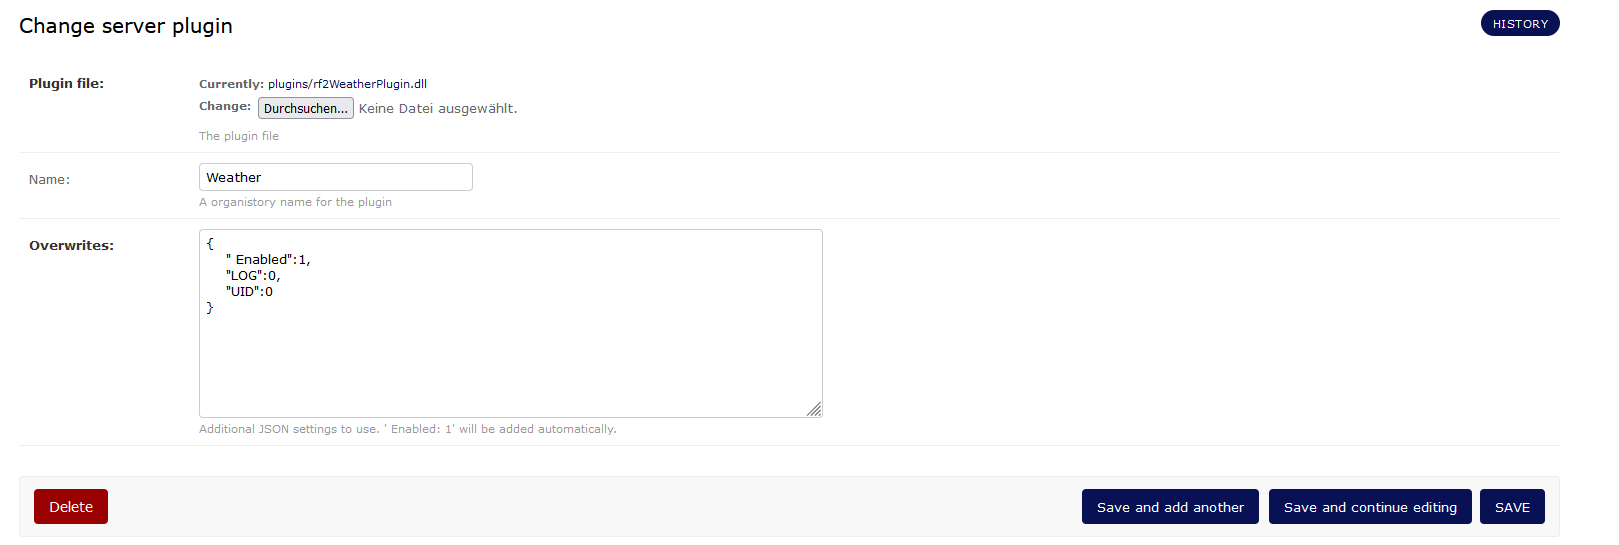 Change server plugin
HISTORY
Plugin file:
Currently: plugins/rf2WeatherPlugin.dll
Change: Durchsuchen... Keine Datei ausgewählt.
The plugin file
Name:
Weather
A organistory name for the plugin
Overwrites:
{
" Enabled":1,
"LOG":0,
"UID":0
}
Additional JSON settings to use. ' Enabled: 1' will be added automatically.
Delete
Save and add another
Save and continue editing
SAVE